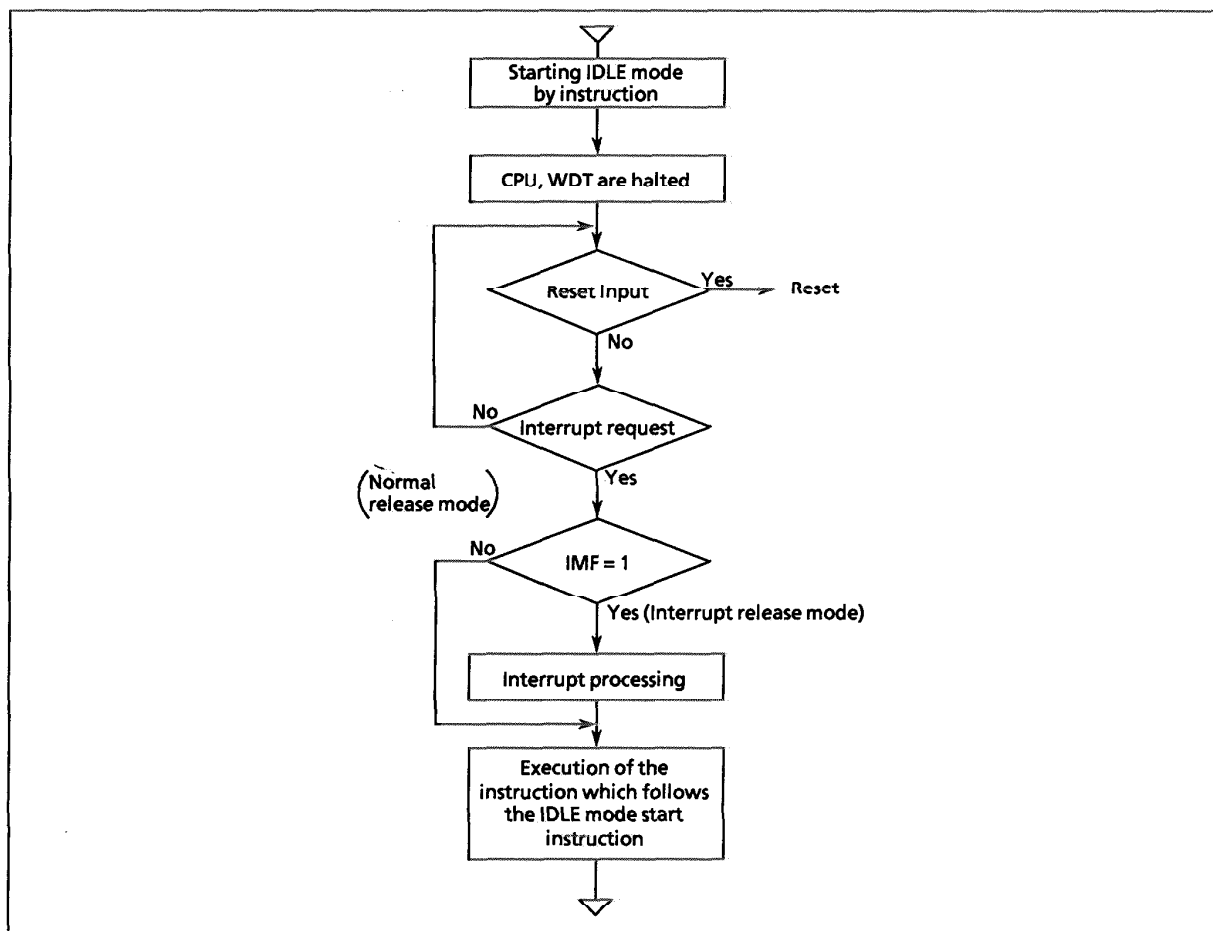 Starting IDLE mode
by instruction
CPU, WDT are halted
Reset Input
Yes
Reset
No
No
Interrupt request
Yes
(Normal
release mode)
No
IMF = 1
Yes (Interrupt release mode)
Interrupt processing
Execution of the
instruction which follows
the IDLE mode start
instruction